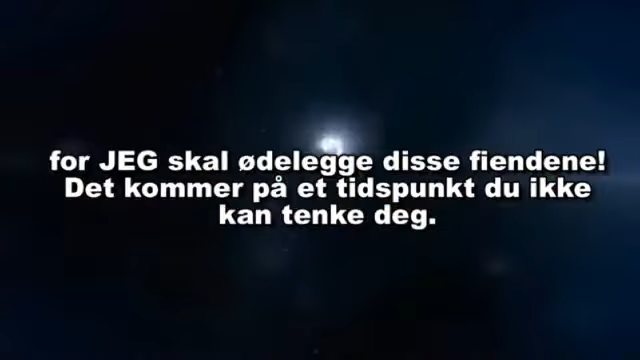 for JEG skal ødelegge disse fiendene!
Det kommer på et tidspunkt du ikke
kan tenke deg.